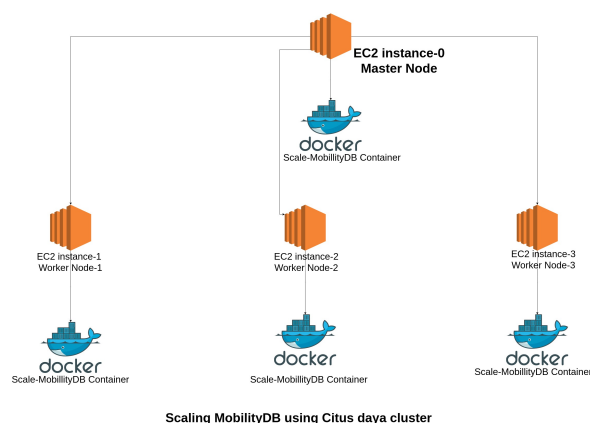 EC2 instance-0
Master Node
docker
Scale-MobillityDB Container
EC2 instance-1
Worker Node-1
EC2 instance-2
Worker Node-2
EC2 instance-3
Worker Node-3
docker
Scale-MobillityDB Container
docker
Scale-MobillityDB Container
docker
Scale-MobillityDB Container
Scaling MobilityDB using Citus daya cluster